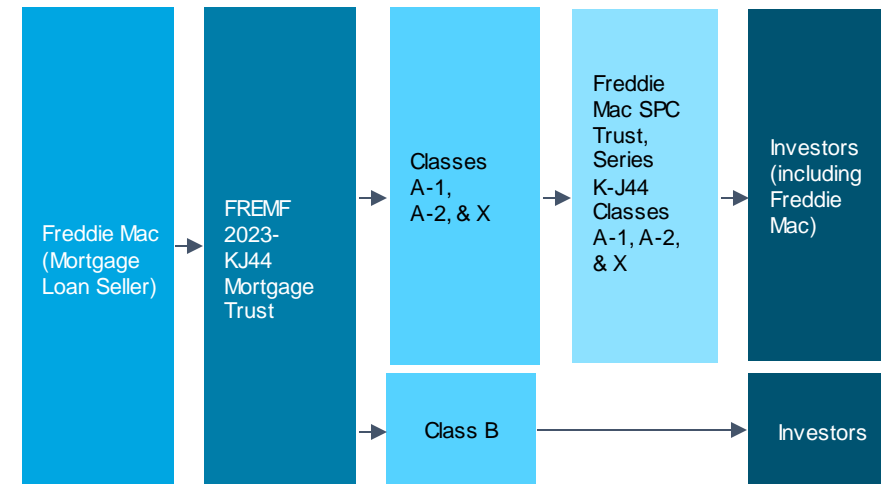 Freddie Mac
(Mortgage
Loan Seller)
FREMF
2023-
KJ44
Mortgage
Trust
Classes
A-1,
A-2, & X
Freddie
Mac SPC
Trust,
Series
K-J44
Classes
A-1, A-2,
& X
Investors
(including
Freddie
Mac)
Class B
Investors